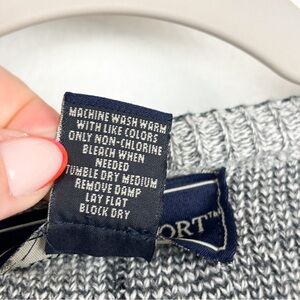 MACHINE WASH WARM
WITH LIKE COLORS
ONLY NON-CHLORINE
BLEACH WHEN
NEEDED
TUMBLE DRY MEDIUM
REMOVE DAMP
LAY FLAT
BLOCK DRY
ORT™